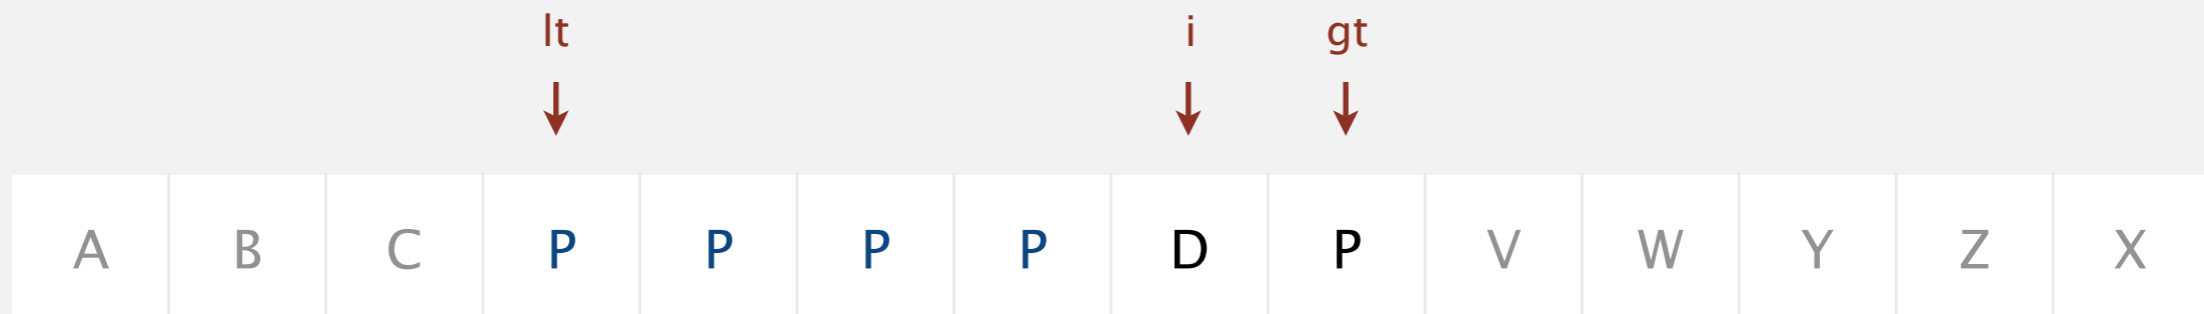 lt i gt
A B C P P P P D P V W Y Z X